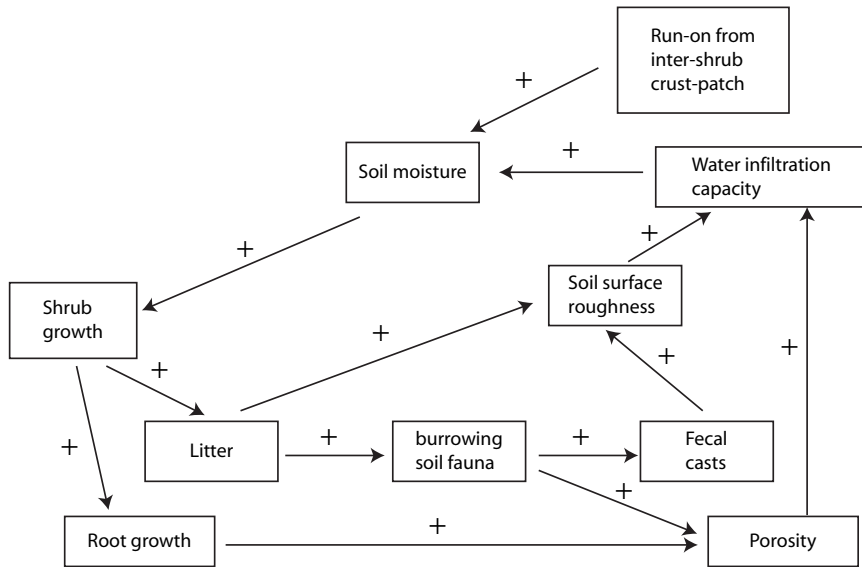 Run-on from
inter-shrub
crust-patch
+
+
Soil moisture
Water infiltration
capacity
+
+
Soil surface
roughness
Shrub
growth
+
+
+
+
Litter
+
burrowing
soil fauna
+
Fecal
casts
+
+
Root growth
+
Porosity